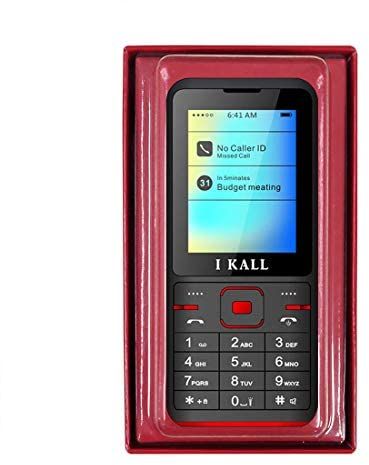 6:41 AM
No Caller ID
Missed Call
31
In 5minates
Budget meating
I KALL
1
2 ABC
3 DEF
4 GHI
5 JKL
6 MNO
7 PQRS
8 TUV
9 WXYZ
* + 
0
#